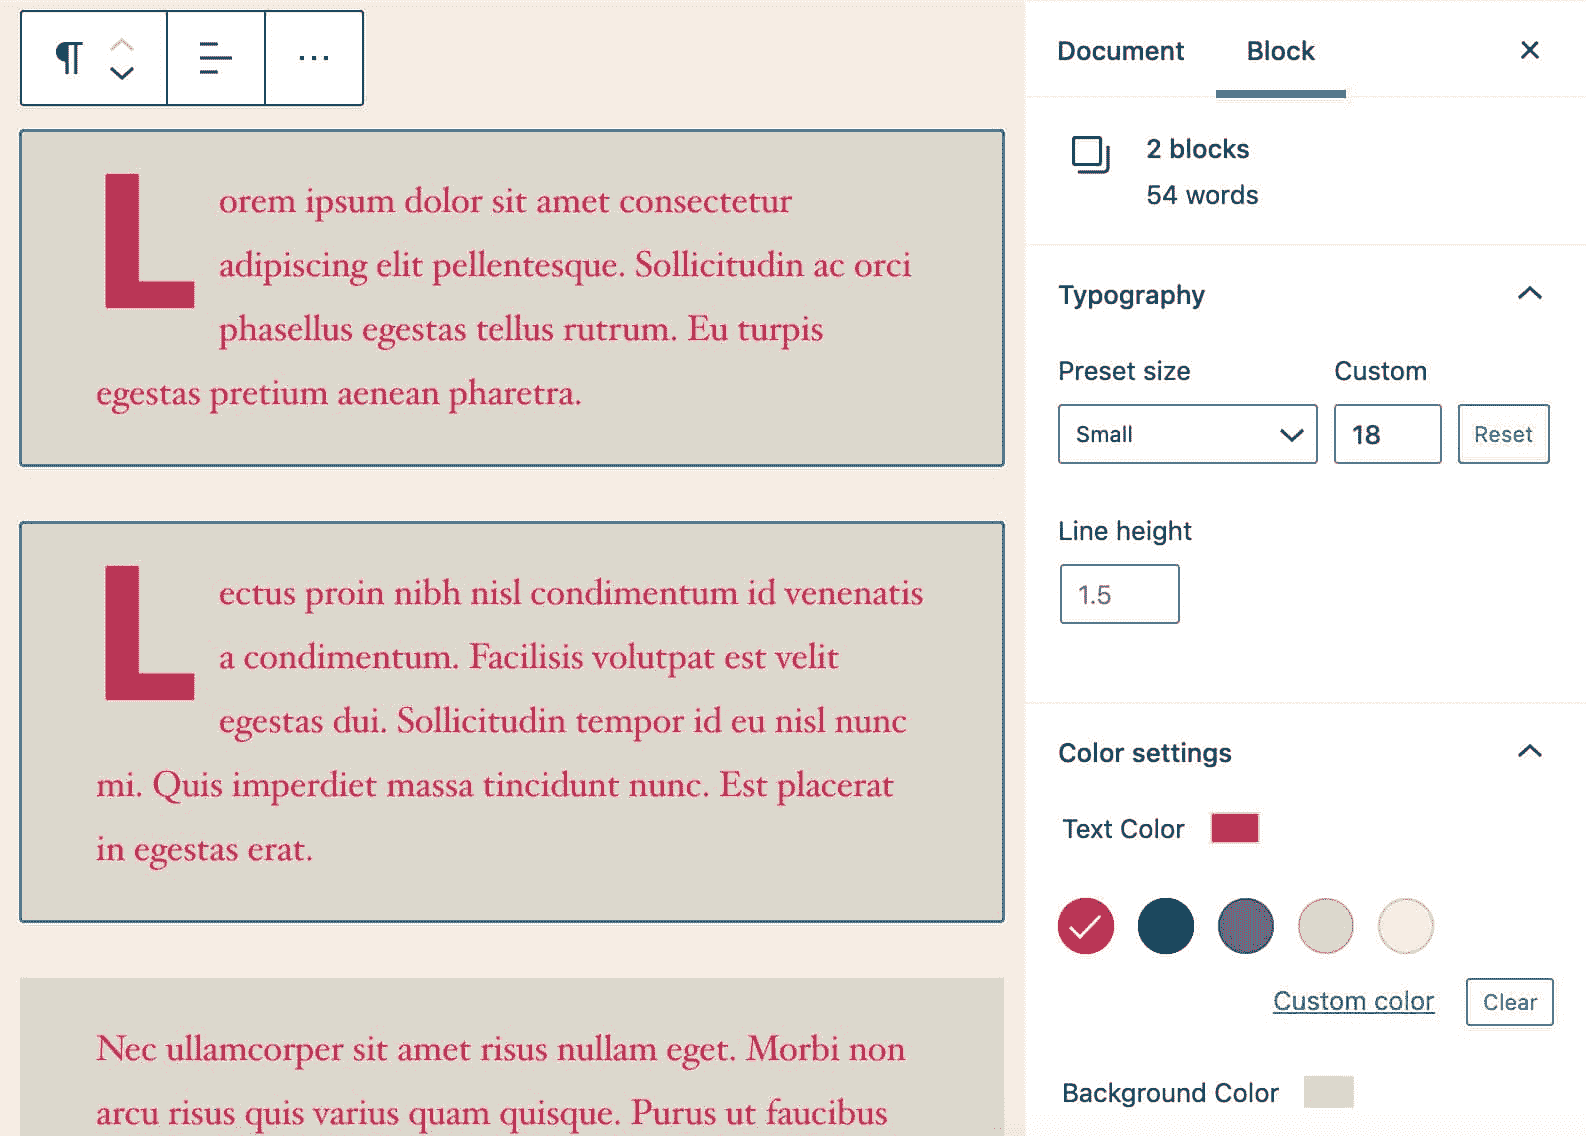 ¶ ...
Lorem ipsum dolor sit amet consectetur
adipiscing elit pellentesque. Sollicitudin ac orci
phasellus egestas tellus rutrum. Eu turpis
egestas pretium aenean pharetra.
Lectus proin nibh nisl condimentum id venenatis
a condimentum. Facilisis volutpat est velit
egestas dui. Sollicitudin tempor id eu nisl nunc
mi. Quis imperdiet massa tincidunt nunc. Est placerat
in egestas erat.
Nec ullamcorper sit amet risus nullam eget. Morbi non
arcu risus quis varius quam quisque. Purus ut faucibus
Document Block
2 blocks
54 words
Typography
Preset size Custom
Small 18 Reset
Line height
1.5
Color settings
Text Color
Custom color Clear
Background Color